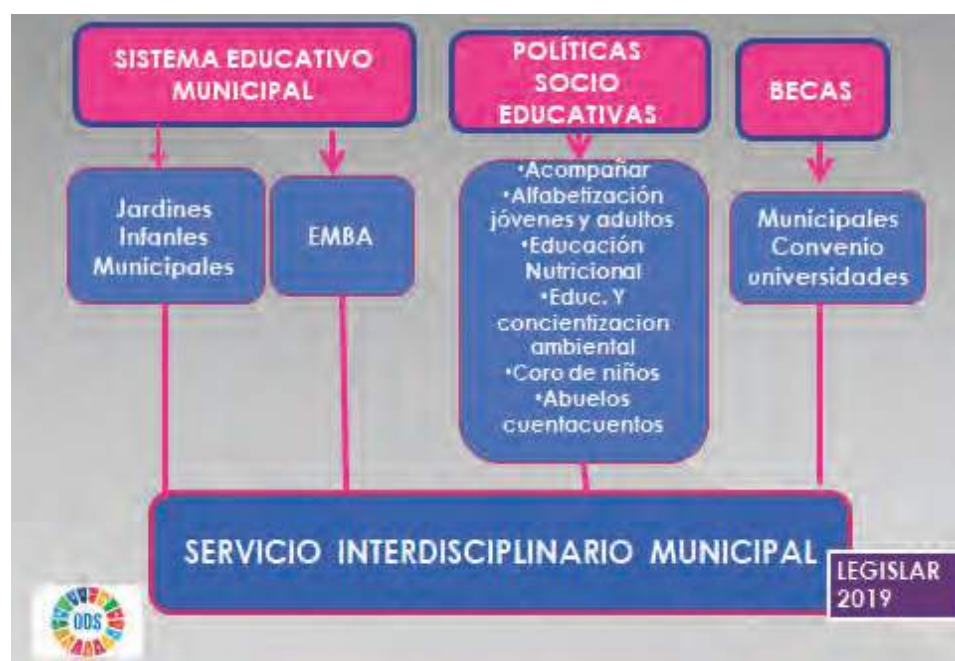 SISTEMA EDUCATIVO
MUNICIPAL
POLÍTICAS
SOCIO
EDUCATIVAS
BECAS
Jardines
Infantes
Municipales
EMBA
•Acompañar
•Alfabetización
jóvenes y adultos
•Educación
Nutricional
•Educ. Y
concientizacion
ambiental
•Coro de niños
•Abuelos
cuentacuentos
Municipales
Convenio
universidades
SERVICIO INTERDISCIPLINARIO MUNICIPAL
LEGISLAR
2019
ODS